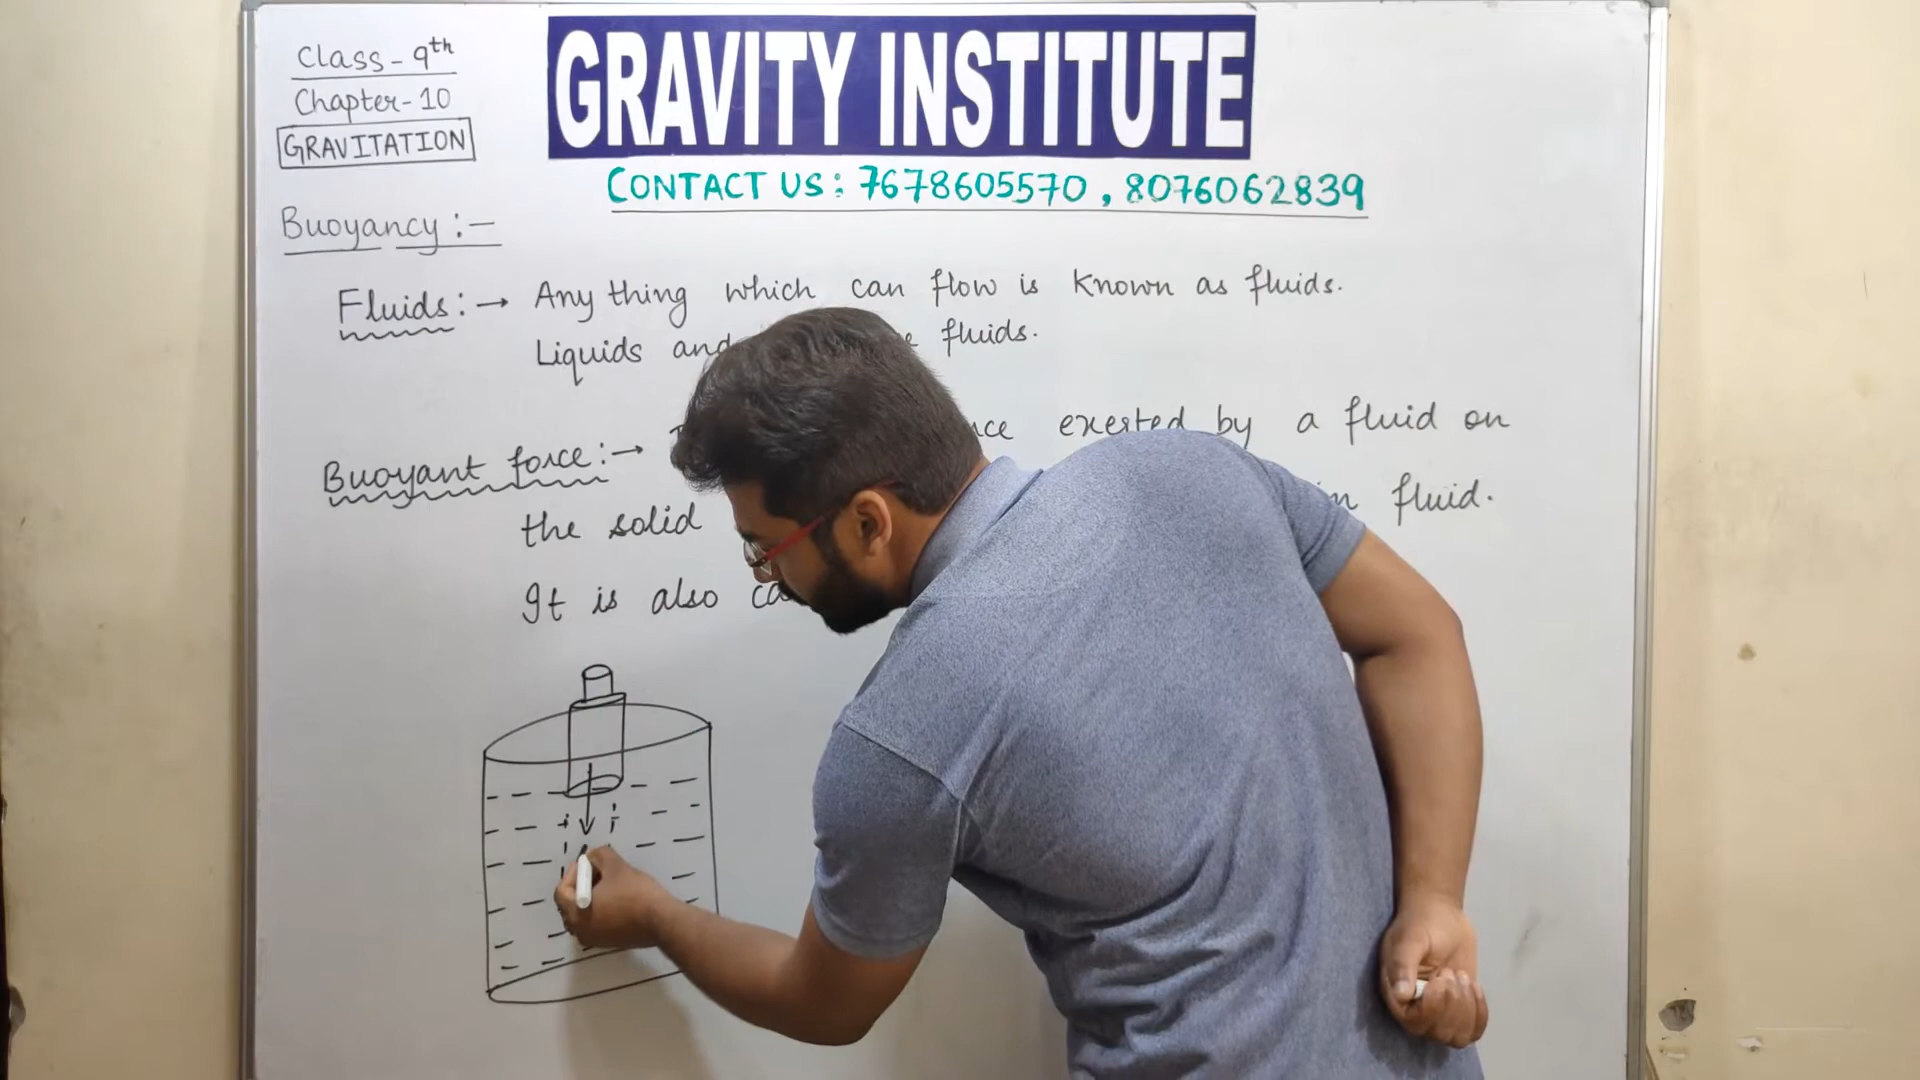 Class-9th
Chapter-10
GRAVITATION
GRAVITY INSTITUTE
CONTACT US: 7678605570, 8076062839
Buoyancy :-
Fluids:→ Any thing which can flow is known as fluids.
Liquids and fluids.
Buoyant force:→ exerted by a fluid on
the solid in fluid.
It is also